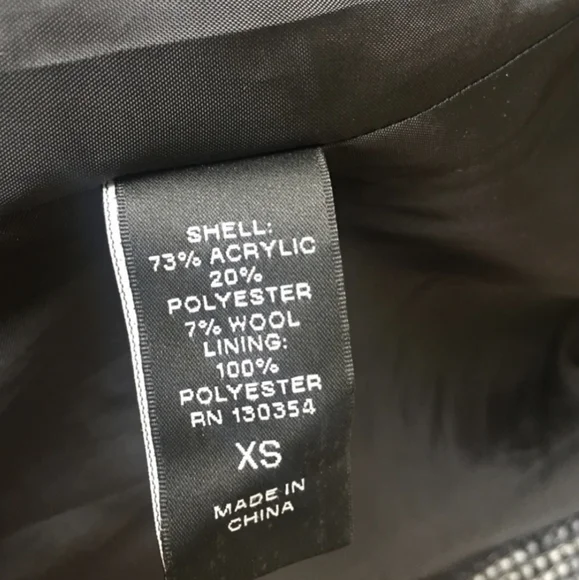 SHELL:
73% ACRYLIC
20%
POLYESTER
7% WOOL
LINING:
100%
POLYESTER
RN 130354
XS
MADE IN
CHINA